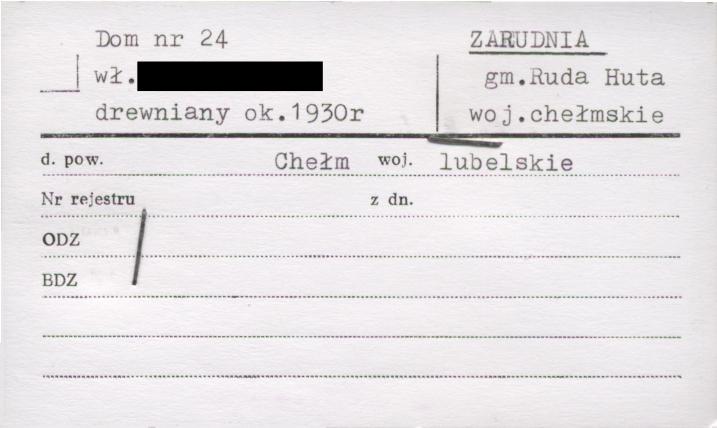 Dom nr 24
wł.
drewniany ok.1930r
ZARUDNIA
gm.Ruda Huta
woj.chełmskie
d. pow. Chełm woj. lubelskie
Nr rejestru z dn.
ODZ
BDZ